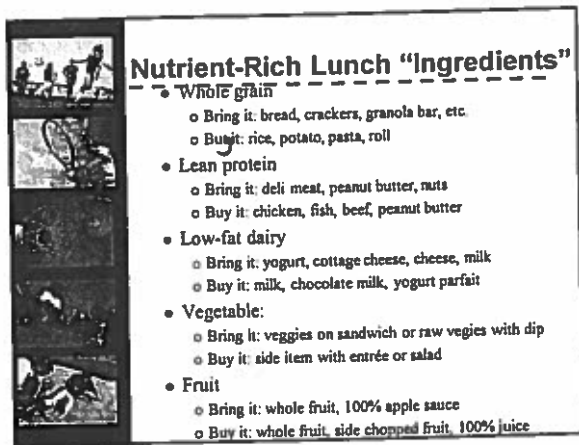 Nutrient-Rich Lunch “Ingredients”
• Whole grain
o Bring it: bread, crackers, granola bar, etc.
o Buy it: rice, potato, pasta, roll
• Lean protein
o Bring it: deli meat, peanut butter, nuts
o Buy it: chicken, fish, beef, peanut butter
• Low-fat dairy
o Bring it: yogurt, cottage cheese, cheese, milk
o Buy it: milk, chocolate milk, yogurt parfait
• Vegetable:
o Bring it: veggies on sandwich or raw vegies with dip
o Buy it: side item with entrée or salad
• Fruit
o Bring it: whole fruit, 100% apple sauce
o Buy it: whole fruit, side chopped fruit, 100% juice